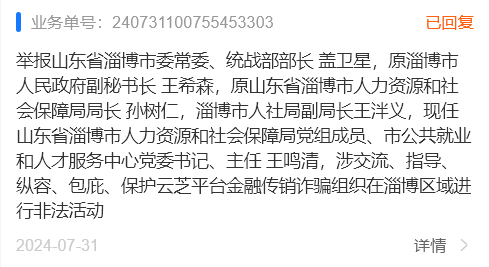 业务单号：240731100755453303 已回复
举报山东省淄博市委常委、统战部部长 盖卫星，原淄博市
人民政府副秘书长 王希森，原山东省淄博市人力资源和社
会保障局局长 孙树仁，淄博市人社局副局长王泮义，现任
山东省淄博市人力资源和社会保障局党组成员、市公共就业
和人才服务中心党委书记、主任 王鸣清，涉交流、指导、
纵容、包庇、保护云芝平台金融传销诈骗组织在淄博区域进
行非法活动
2024-07-31 详情